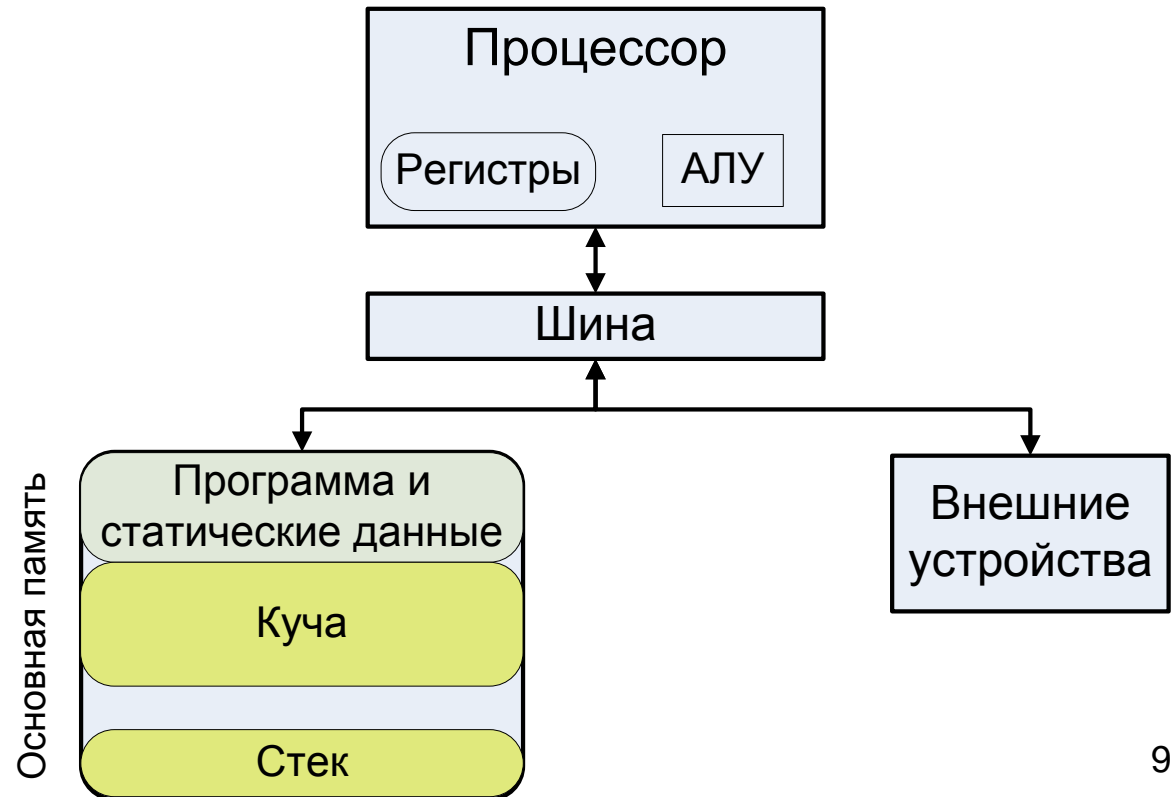 Процессор
Регистры
АЛУ
Шина
Основная память
Программа и
статические данные
Куча
Стек
Внешние
устройства
9